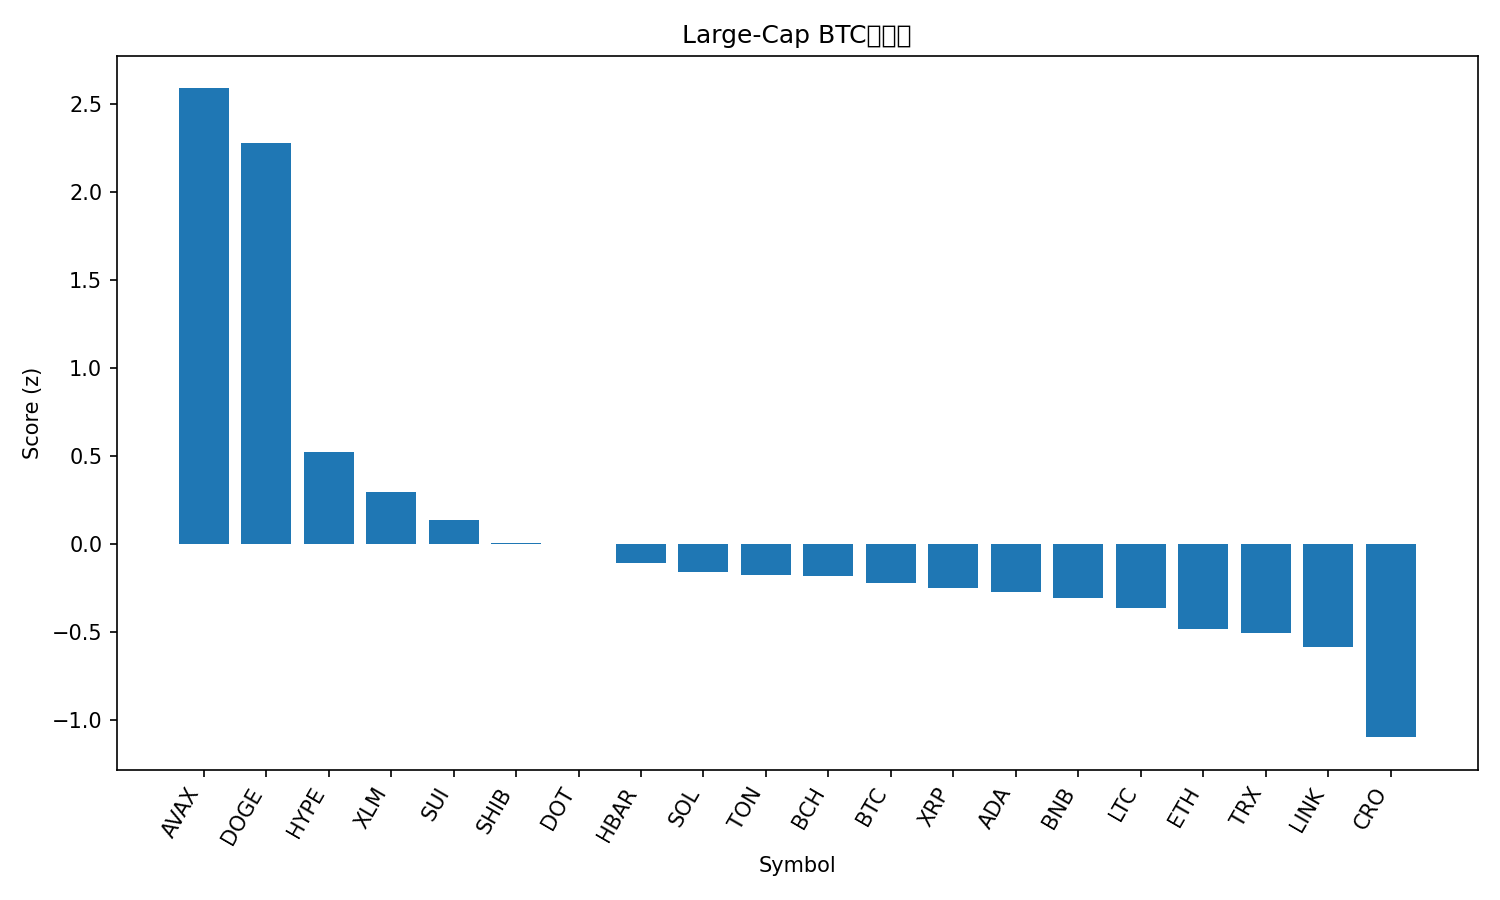 Large-Cap BTC
Score (z)
2.5
2.0
1.5
1.0
0.5
0.0
−0.5
−1.0
AVAX
DOGE
HYPE
XLM
SUI
SHIB
DOT
HBAR
SOL
TON
BCH
BTC
XRP
ADA
BNB
LTC
ETH
TRX
LINK
CRO
Symbol